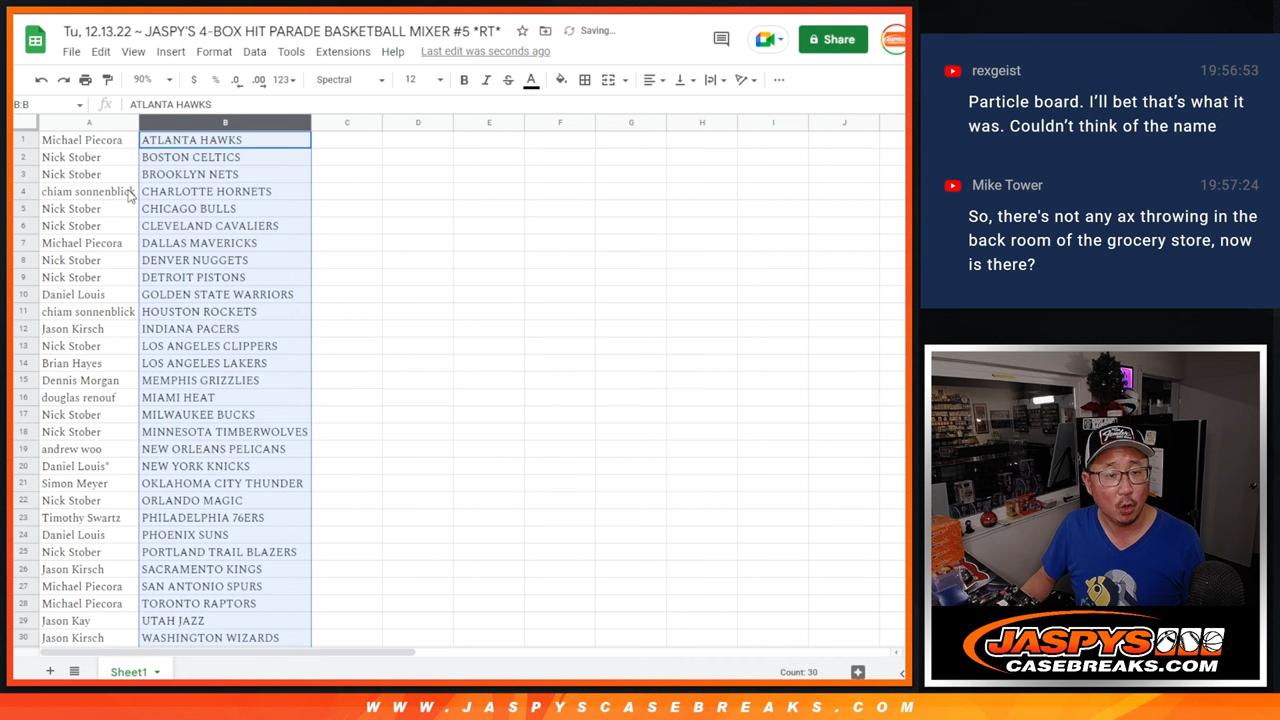 Tu, 12.13.22 ~ JASPY'S 4-BOX HIT PARADE BASKETBALL MIXER #5 *RT*
Saving...
File Edit View Insert Format Data Tools Extensions Help Last edit was seconds ago
Share
90% $ % .0 .00 123 Spectral 12 B I S A
B:B fx ATLANTA HAWKS
A B C D E F G H I J
1 Michael Piecora ATLANTA HAWKS
2 Nick Stober BOSTON CELTICS
3 Nick Stober BROOKLYN NETS
4 chiam sonnenblick CHARLOTTE HORNETS
5 Nick Stober CHICAGO BULLS
6 Nick Stober CLEVELAND CAVALIERS
7 Michael Piecora DALLAS MAVERICKS
8 Nick Stober DENVER NUGGETS
9 Nick Stober DETROIT PISTONS
10 Daniel Louis GOLDEN STATE WARRIORS
11 chiam sonnenblick HOUSTON ROCKETS
12 Jason Kirsch INDIANA PACERS
13 Nick Stober LOS ANGELES CLIPPERS
14 Brian Hayes LOS ANGELES LAKERS
15 Dennis Morgan MEMPHIS GRIZZLIES
16 douglas renouf MIAMI HEAT
17 Nick Stober MILWAUKEE BUCKS
18 Nick Stober MINNESOTA TIMBERWOLVES
19 andrew woo NEW ORLEANS PELICANS
20 Daniel Louis* NEW YORK KNICKS
21 Simon Meyer OKLAHOMA CITY THUNDER
22 Nick Stober ORLANDO MAGIC
23 Timothy Swartz PHILADELPHIA 76ERS
24 Daniel Louis PHOENIX SUNS
25 Nick Stober PORTLAND TRAIL BLAZERS
26 Jason Kirsch SACRAMENTO KINGS
27 Michael Piecora SAN ANTONIO SPURS
28 Michael Piecora TORONTO RAPTORS
29 Jason Kay UTAH JAZZ
30 Jason Kirsch WASHINGTON WIZARDS
Sheet1
Count: 30
rexgeist 19:56:53
Particle board. I'll bet that's what it
was. Couldn't think of the name
Mike Tower 19:57:24
So, there's not any ax throwing in the
back room of the grocery store, now
is there?
JASPYS
CASEBREAKS.COM
WWW.JASPYSCASEBREAKS.COM